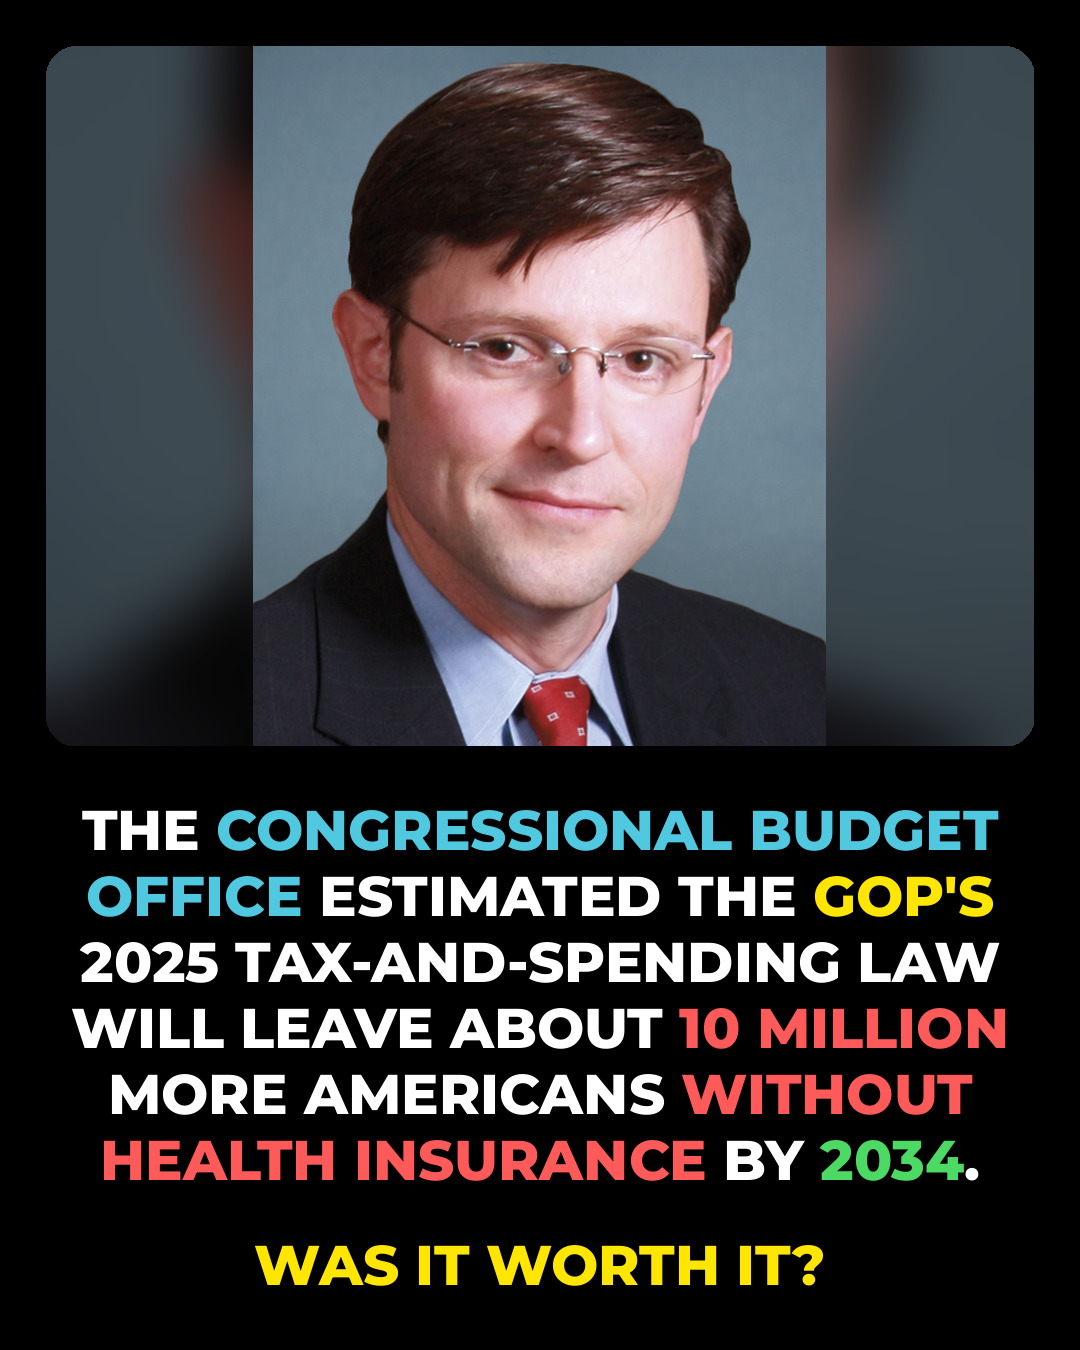 THE CONGRESSIONAL BUDGET
OFFICE ESTIMATED THE GOP'S
2025 TAX-AND-SPENDING LAW
WILL LEAVE ABOUT 10 MILLION
MORE AMERICANS WITHOUT
HEALTH INSURANCE BY 2034.
WAS IT WORTH IT?